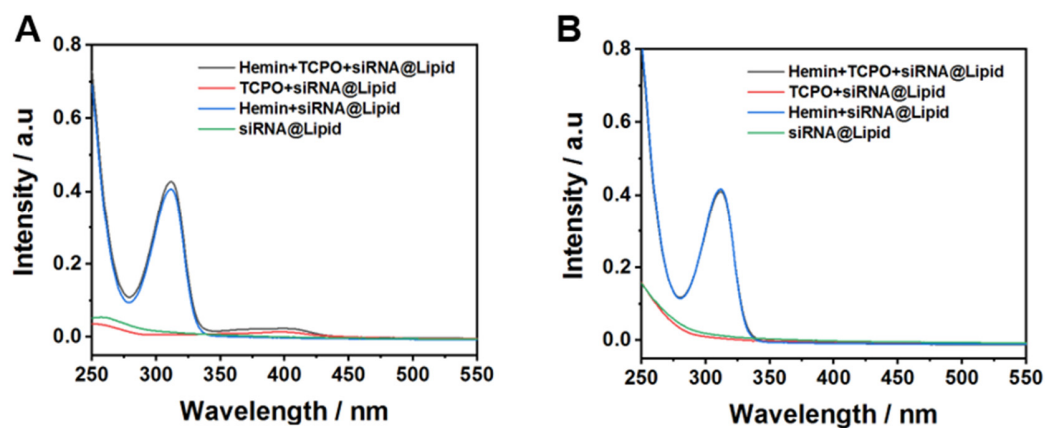 A
Intensity / a.u
0.8
0.6
0.4
0.2
0.0
Hemin+TCPO+siRNA@Lipid
TCPO+siRNA@Lipid
Hemin+siRNA@Lipid
siRNA@Lipid
250 300 350 400 450 500 550
Wavelength / nm
B
Intensity / a.u
0.8
0.6
0.4
0.2
0.0
Hemin+TCPO+siRNA@Lipid
TCPO+siRNA@Lipid
Hemin+siRNA@Lipid
siRNA@Lipid
250 300 350 400 450 500 550
Wavelength / nm